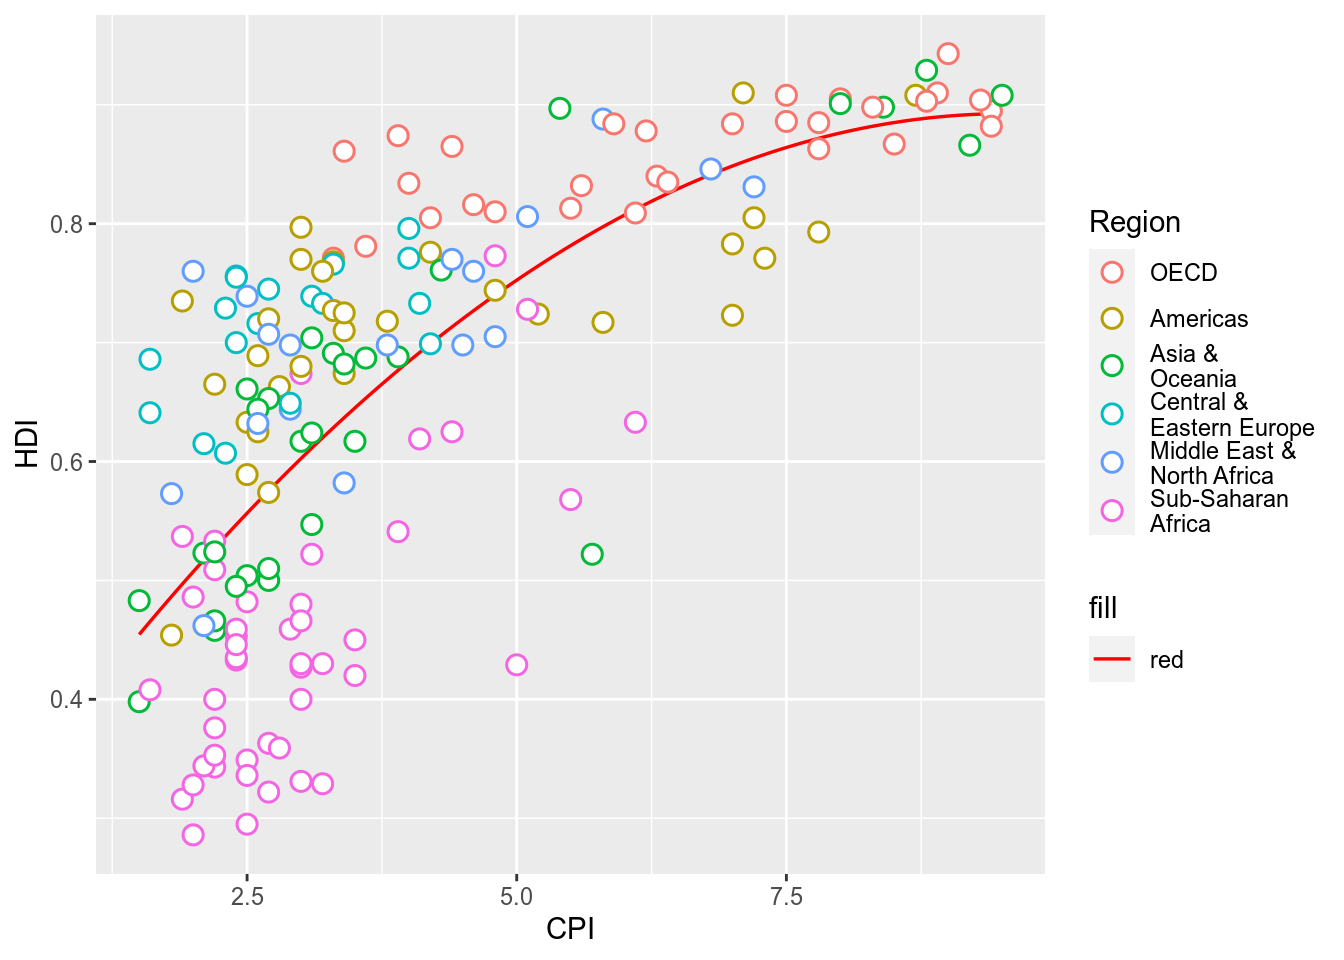 HDI
0.8
0.6
0.4
2.5
5.0
7.5
CPI
Region
OECD
Americas
Asia &
Oceania
Central &
Eastern Europe
Middle East &
North Africa
Sub-Saharan
Africa
fill
red